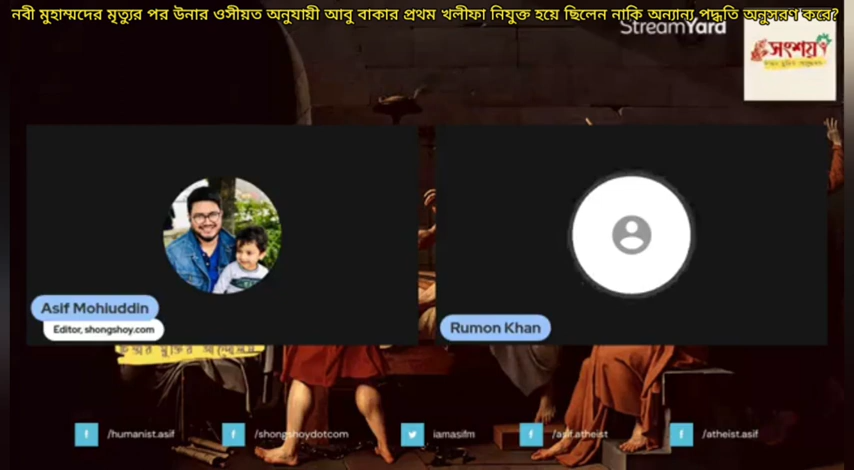 নবী মুহাম্মদের মৃত্যুর পর উনার ওসীয়ত অনুযায়ী আবু বাকার প্রথম খলীফা নিযুক্ত হয়ে ছিলেন নাকি অন্যান্য পদ্ধতি অনুসরণ করে?
StreamYard
সংশয়
Asif Mohiuddin
Editor, shongshoy.com
Rumon Khan
/humanist.asif
/shongshoydotcom
iamasifm
/asif.atheist
/atheist.asif